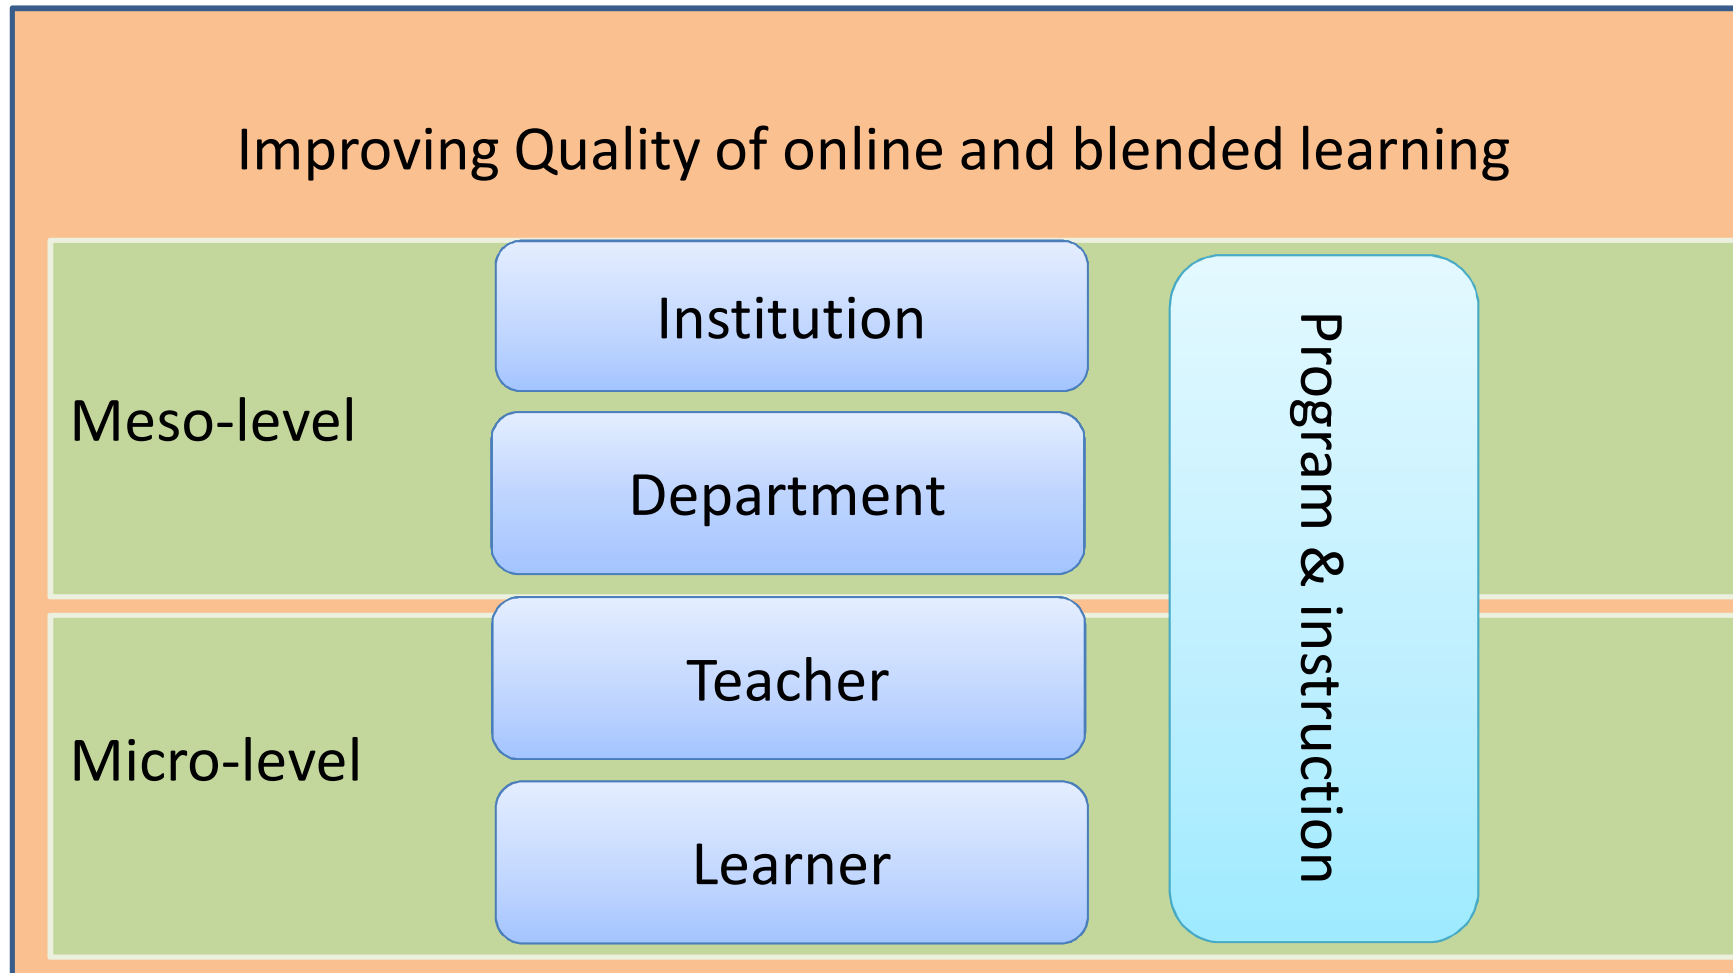 Improving Quality of online and blended learning
Meso-level
Institution
Department
Micro-level
Teacher
Learner
Program & instruction